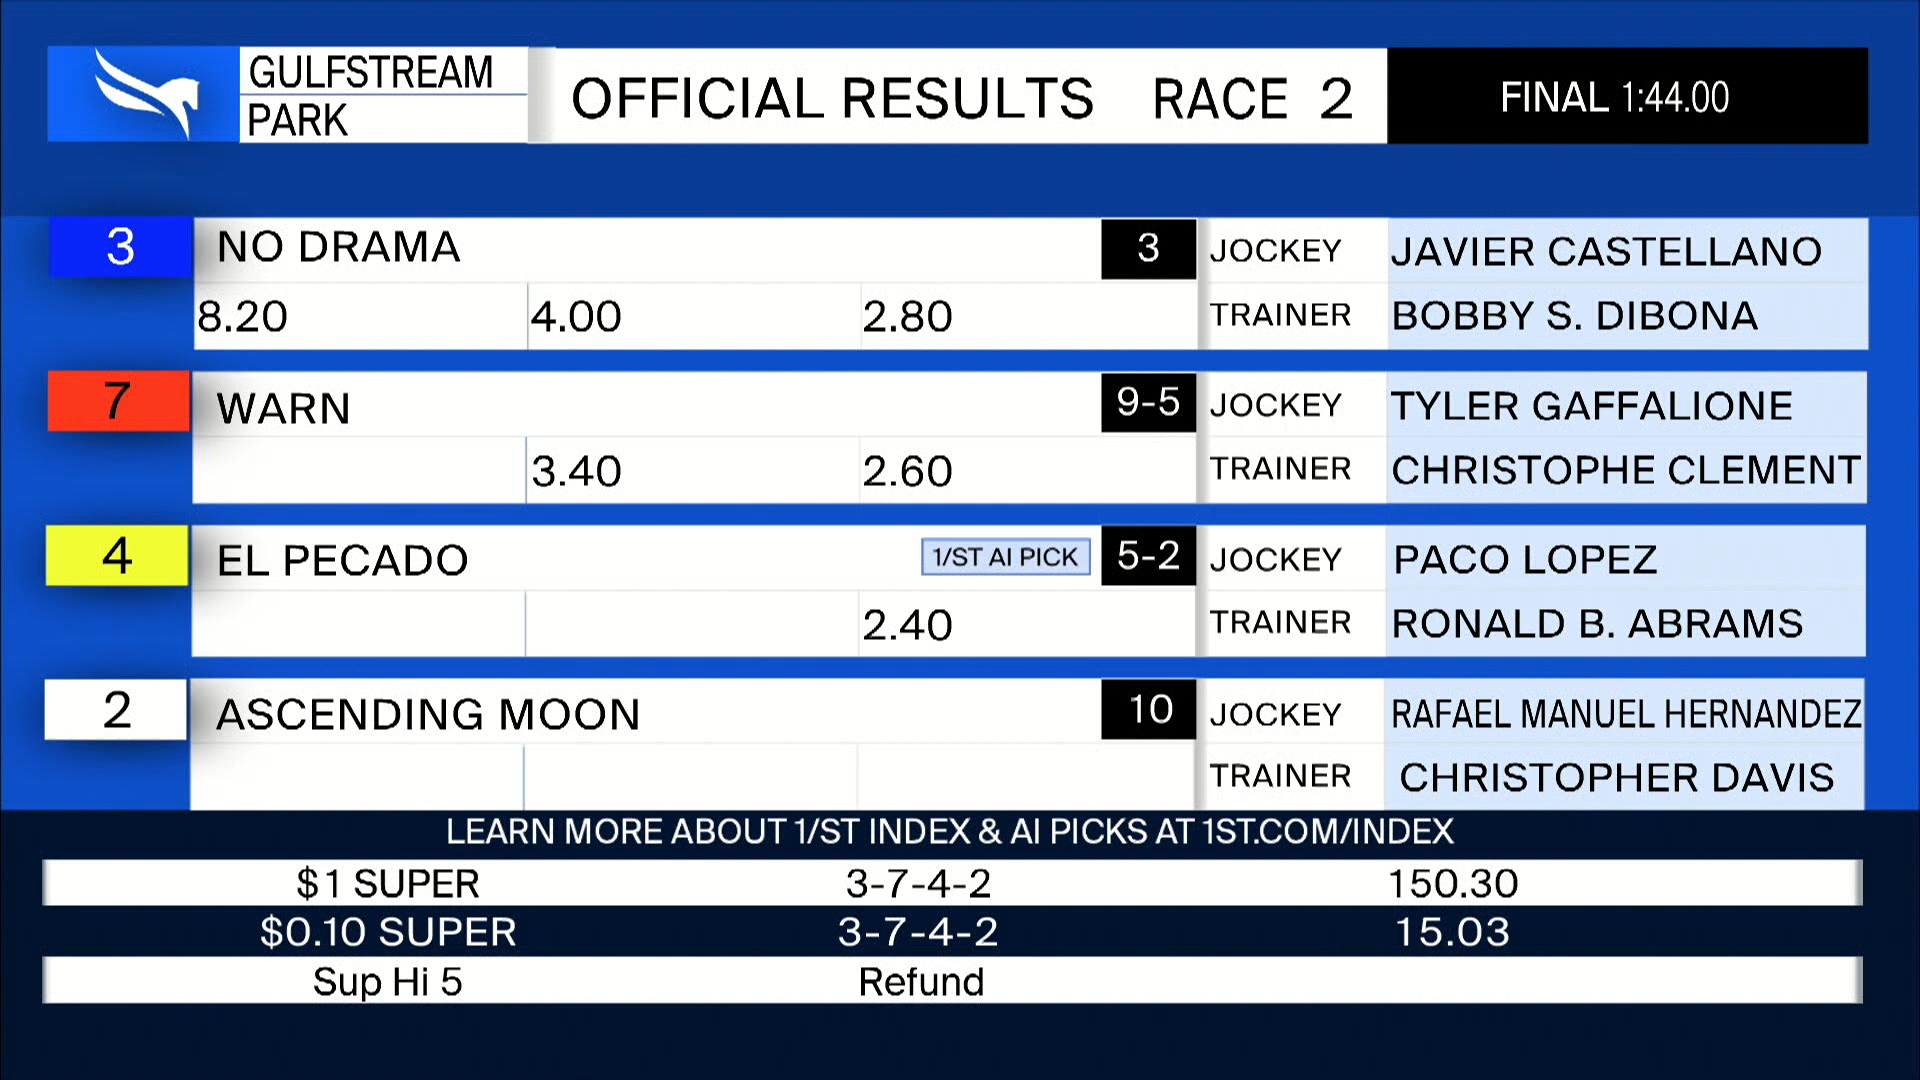 GULFSTREAM
PARK
OFFICIAL RESULTS RACE 2
FINAL 1:44.00
3 NO DRAMA 3 JOCKEY JAVIER CASTELLANO
8.20 4.00 2.80 TRAINER BOBBY S. DIBONA
7 WARN 9-5 JOCKEY TYLER GAFFALIONE
3.40 2.60 TRAINER CHRISTOPHE CLEMENT
4 EL PECADO 1/ST AI PICK 5-2 JOCKEY PACO LOPEZ
2.40 TRAINER RONALD B. ABRAMS
2 ASCENDING MOON 10 JOCKEY RAFAEL MANUEL HERNANDEZ
TRAINER CHRISTOPHER DAVIS
LEARN MORE ABOUT 1/ST INDEX & AI PICKS AT 1ST.COM/INDEX
$1 SUPER 3-7-4-2 150.30
$0.10 SUPER 3-7-4-2 15.03
Sup Hi 5 Refund